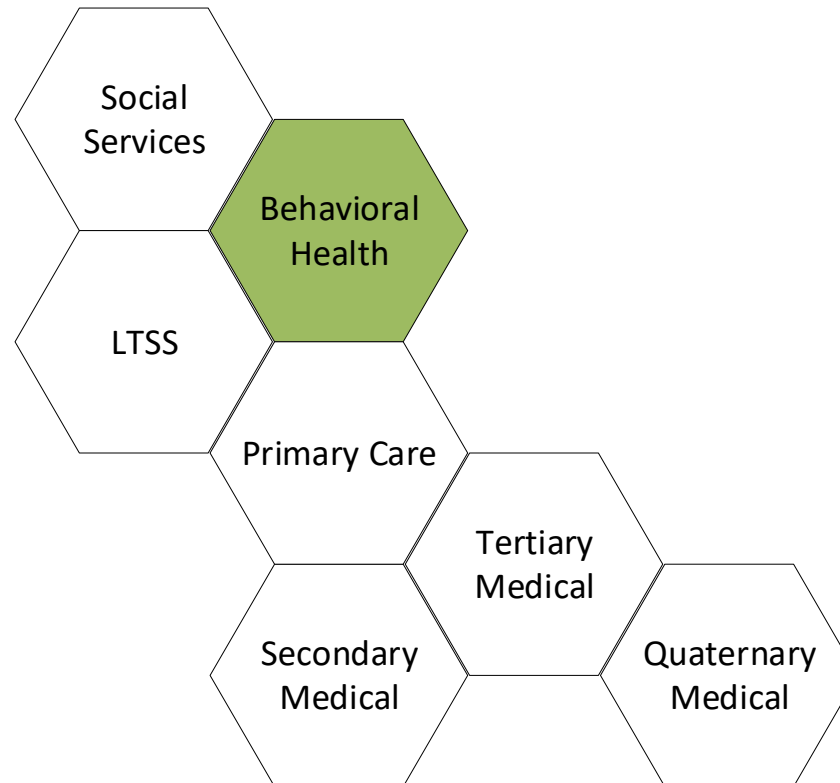 Social
Services
Behavioral
Health
LTSS
Primary Care
Tertiary
Medical
Secondary
Medical
Quaternary
Medical